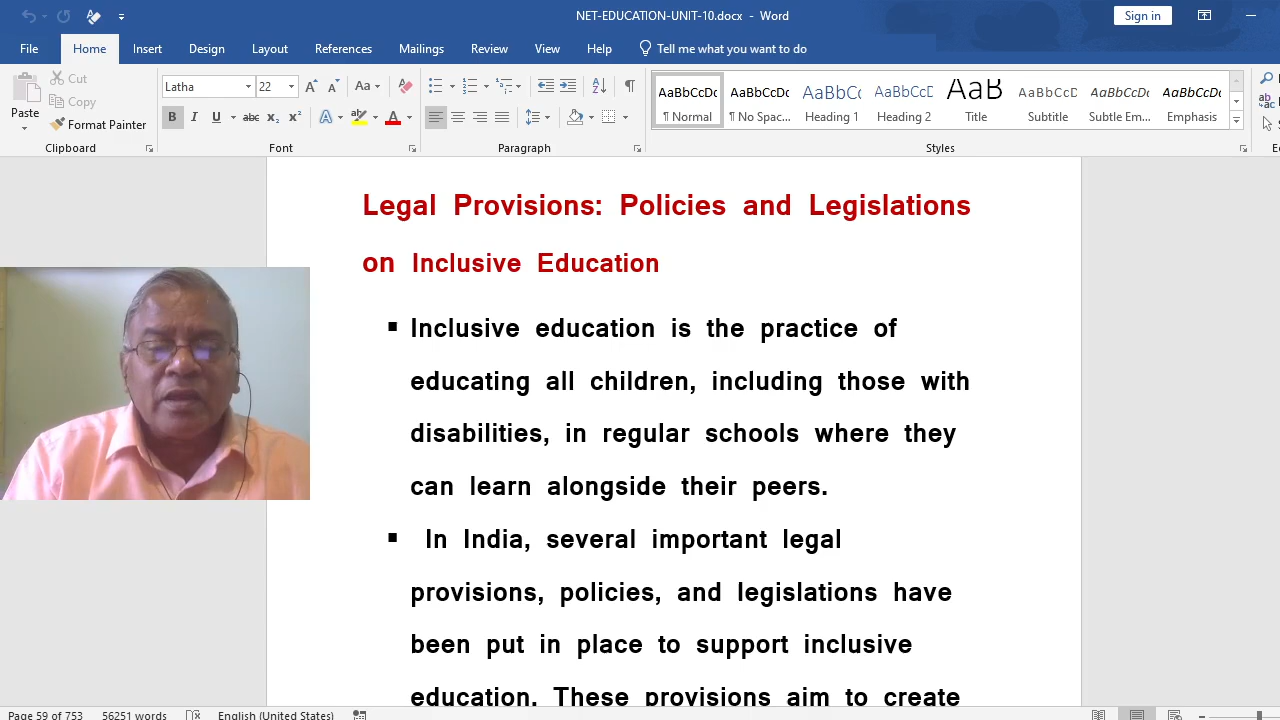 NET-EDUCATION-UNIT-10.docx - Word
Sign in
File Home Insert Design Layout References Mailings Review View Help Tell me what you want to do
Paste
Cut
Copy
Format Painter
Clipboard
Latha 22
Font
Paragraph
AaBbCcDc AaBbCcDc AaBbCc AaBbCcD AaB AaBbCcD AaBbCcDc AaBbCcDc
¶ Normal ¶ No Spac... Heading 1 Heading 2 Title Subtitle Subtle Em... Emphasis
Styles
Legal Provisions: Policies and Legislations
on Inclusive Education
▪ Inclusive education is the practice of
educating all children, including those with
disabilities, in regular schools where they
can learn alongside their peers.
▪ In India, several important legal
provisions, policies, and legislations have
been put in place to support inclusive
education. These provisions aim to create
Page 59 of 753 56251 words English (United States)